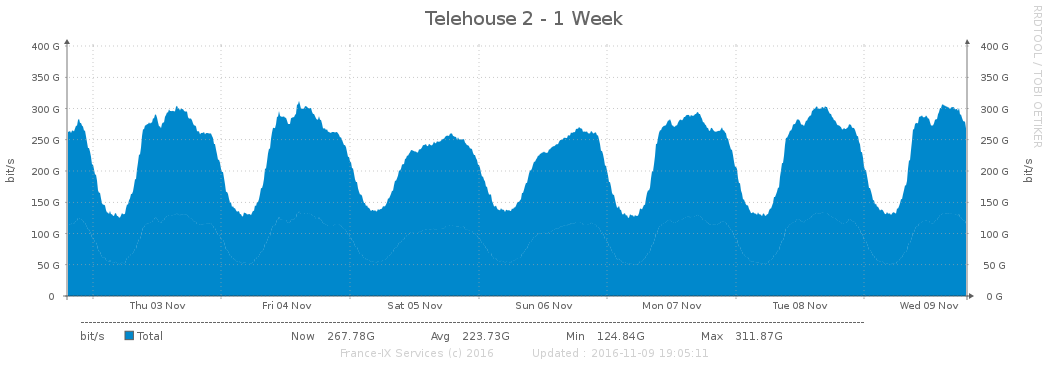 Telehouse 2 - 1 Week
RRDTOOL / TOBI OETIKER
400 G 400 G
350 G 350 G
300 G 300 G
250 G 250 G
200 G 200 G
150 G 150 G
100 G 100 G
50 G 50 G
0 0 G
bit/s
bit/s
Thu 03 Nov Fri 04 Nov Sat 05 Nov Sun 06 Nov Mon 07 Nov Tue 08 Nov Wed 09 Nov
bit/s Total Now 267.78G Avg 223.73G Min 124.84G Max 311.87G
France-IX Services (c) 2016 Updated : 2016-11-09 19:05:11